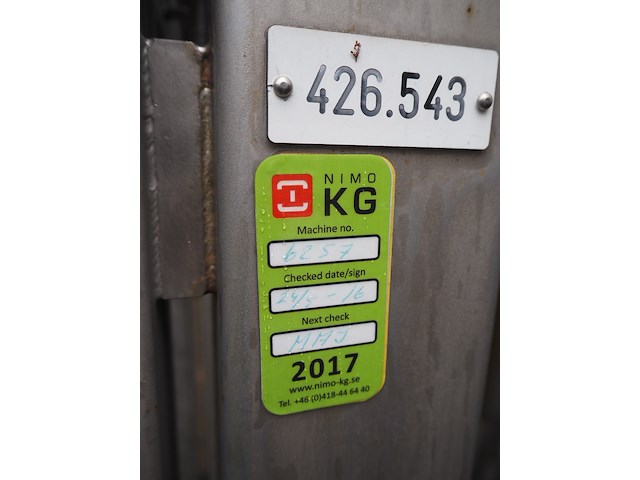 426.543
NIMO
KG
Machine no.
6257
Checked date/sign
24/5-16
Next check
MAJ
2017
www.nimo-kg.se
Tel. +46 (0)418-44 64 40